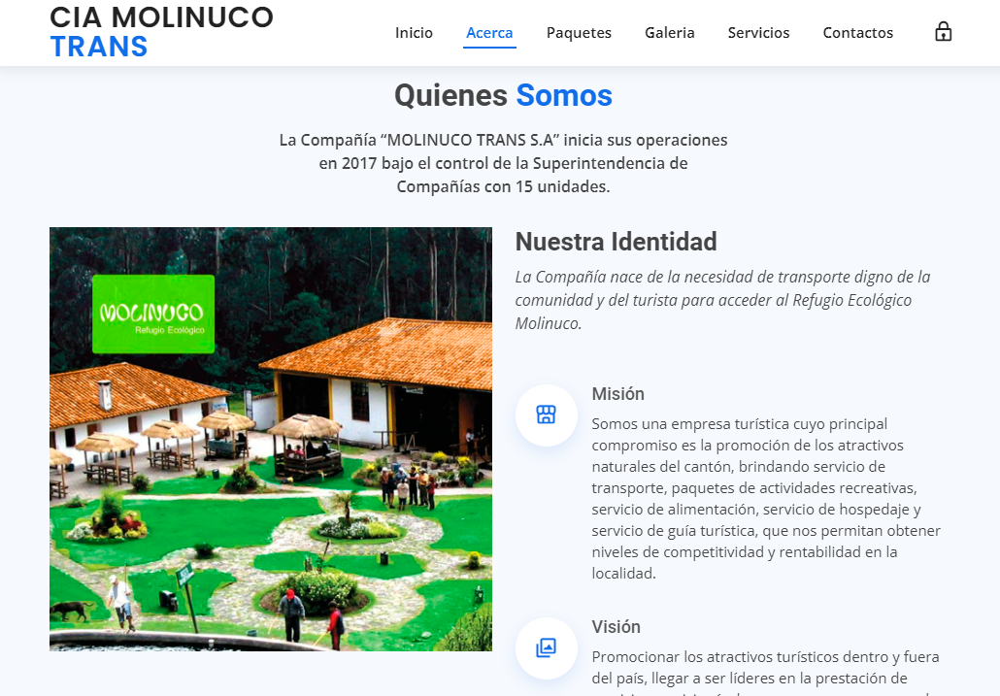 CIA MOLINUCO
TRANS
Inicio
Acerca
Paquetes
Galeria
Servicios
Contactos
Quienes Somos
La Compañía “MOLINUCO TRANS S.A” inicia sus operaciones
en 2017 bajo el control de la Superintendencia de
Compañías con 15 unidades.
MOLINUCO
Refugio Ecológico
Nuestra Identidad
La Compañía nace de la necesidad de transporte digno de la
comunidad y del turista para acceder al Refugio Ecológico
Molinuco.
Misión
Somos una empresa turística cuyo principal
compromiso es la promoción de los atractivos
naturales del cantón, brindando servicio de
transporte, paquetes de actividades recreativas,
servicio de alimentación, servicio de hospedaje y
servicio de guía turística, que nos permitan obtener
niveles de competitividad y rentabilidad en la
localidad.
Visión
Promocionar los atractivos turísticos dentro y fuera
del país, llegar a ser líderes en la prestación de